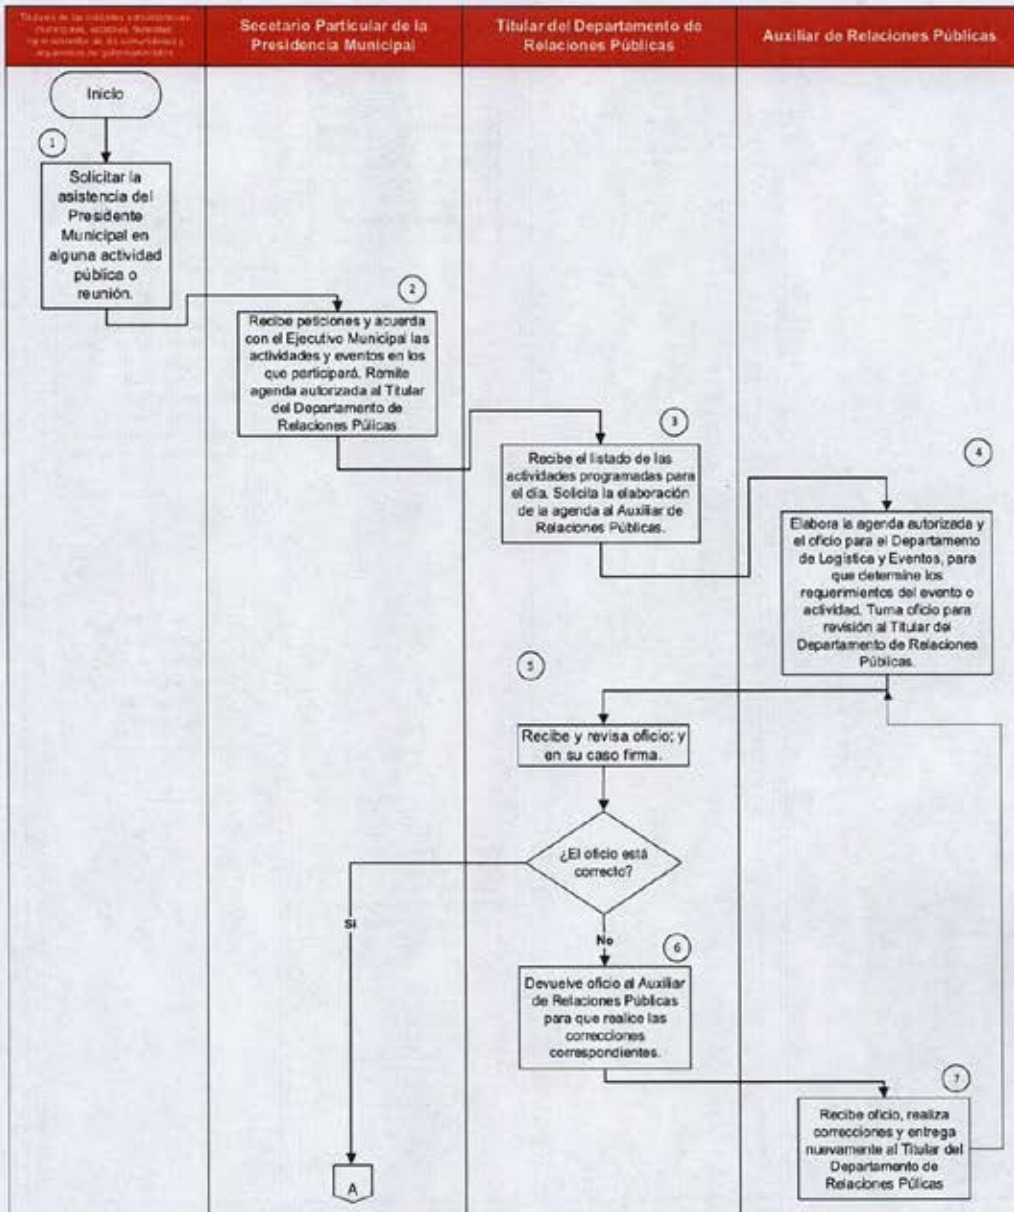 Secretario Particular de la
Presidencia Municipal
Titular del Departamento de
Relaciones Públicas
Auxiliar de Relaciones Públicas
Inicio
1
Solicitar la
asistencia del
Presidente
Municipal en
alguna actividad
pública o
reunión.
2
Recibe peticiones y acuerda
con el Ejecutivo Municipal las
actividades y eventos en los
que participará. Remite
agenda autorizada al Titular
del Departamento de
Relaciones Púlicas
3
Recibe el listado de las
actividades programadas para
el día. Solicita la elaboración
de la agenda al Auxiliar de
Relaciones Públicas.
4
Elabora la agenda autorizada y
el oficio para el Departamento
de Logística y Eventos, para
que determine los
requerimientos del evento o
actividad. Turna oficio para
revisión al Titular del
Departamento de Relaciones
Públicas.
5
Recibe y revisa oficio; y
en su caso firma.
¿El oficio está
correcto?
Si
No
6
Devuelve oficio al Auxiliar
de Relaciones Públicas
para que realice las
correcciones
correspondientes.
7
Recibe oficio, realiza
correcciones y entrega
nuevamente al Titular del
Departamento de
Relaciones Púlicas
A